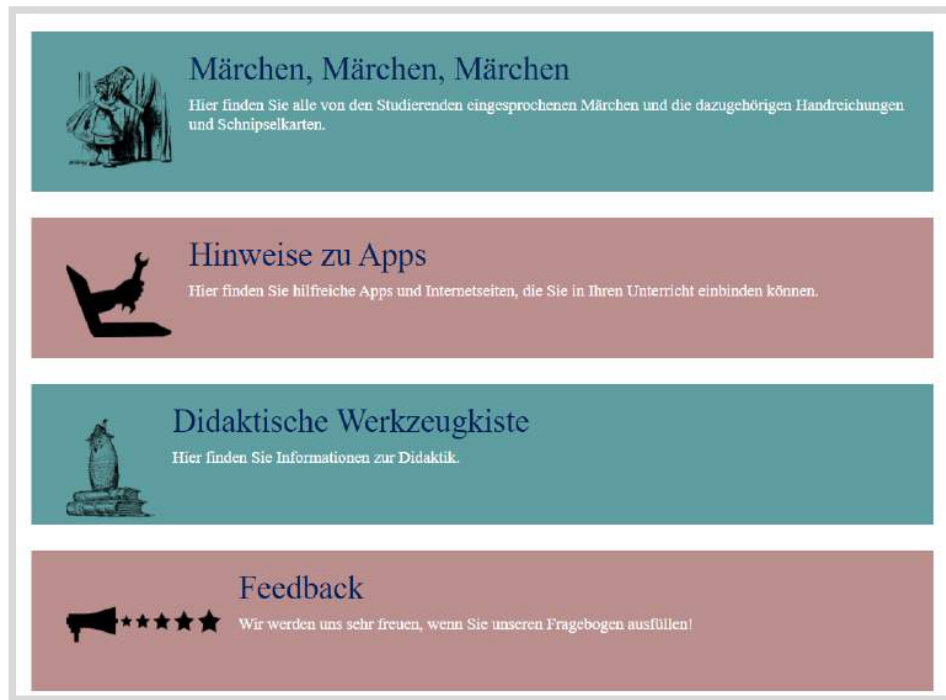 Märchen, Märchen, Märchen
Hier finden Sie alle von den Studierenden eingesprochenen Märchen und die dazugehörigen Handreichungen
und Schnipselkarten.
Hinweise zu Apps
Hier finden Sie hilfreiche Apps und Internetseiten, die Sie in Ihren Unterricht einbinden können.
Didaktische Werkzeugkiste
Hier finden Sie Informationen zur Didaktik.
Feedback
Wir werden uns sehr freuen, wenn Sie unseren Fragebogen ausfüllen!